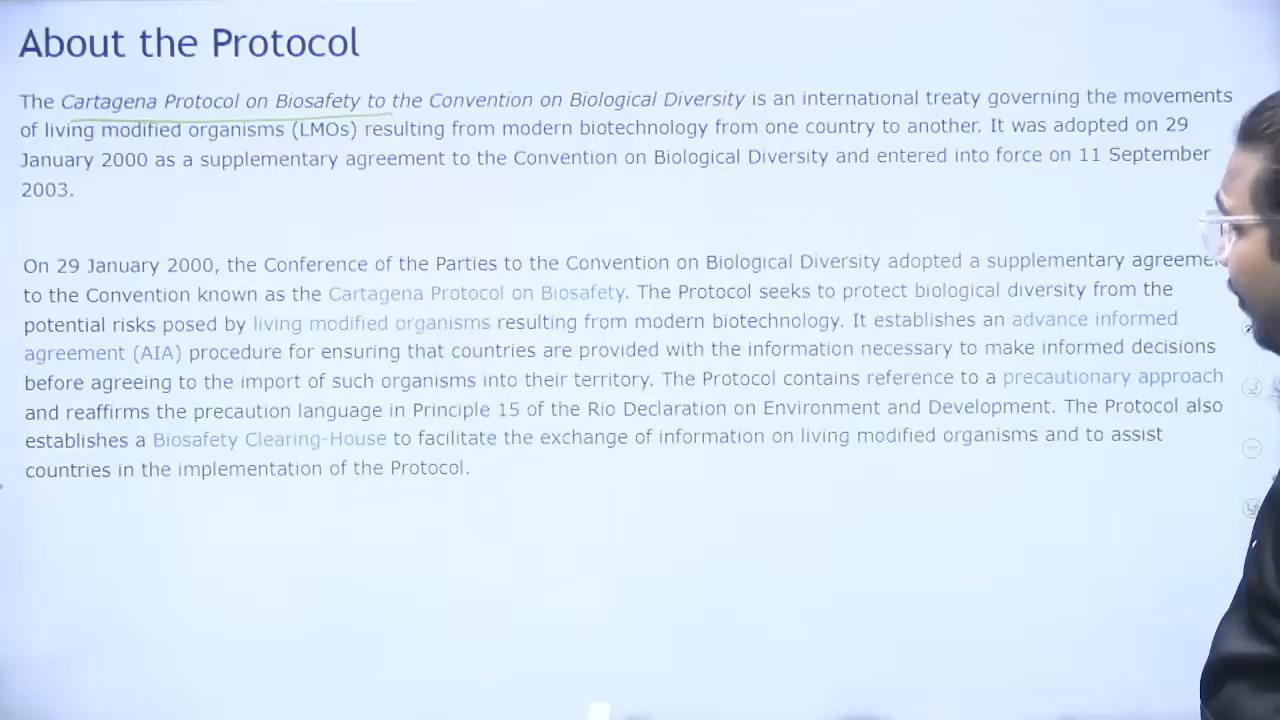 About the Protocol
The Cartagena Protocol on Biosafety to the Convention on Biological Diversity is an international treaty governing the movements
of living modified organisms (LMOs) resulting from modern biotechnology from one country to another. It was adopted on 29
January 2000 as a supplementary agreement to the Convention on Biological Diversity and entered into force on 11 September
2003.
On 29 January 2000, the Conference of the Parties to the Convention on Biological Diversity adopted a supplementary
to the Convention known as the Cartagena Protocol on Biosafety. The Protocol seeks to protect biological diversity from the
potential risks posed by living modified organisms resulting from modern biotechnology. It establishes an advance informed
agreement (AIA) procedure for ensuring that countries are provided with the information necessary to make informed decisions
before agreeing to the import of such organisms into their territory. The Protocol contains reference to a precautionary approach
and reaffirms the precaution language in Principle 15 of the Rio Declaration on Environment and Development. The Protocol also
establishes a Biosafety Clearing-House to facilitate the exchange of information on living modified organisms and to assist
countries in the implementation of the Protocol.